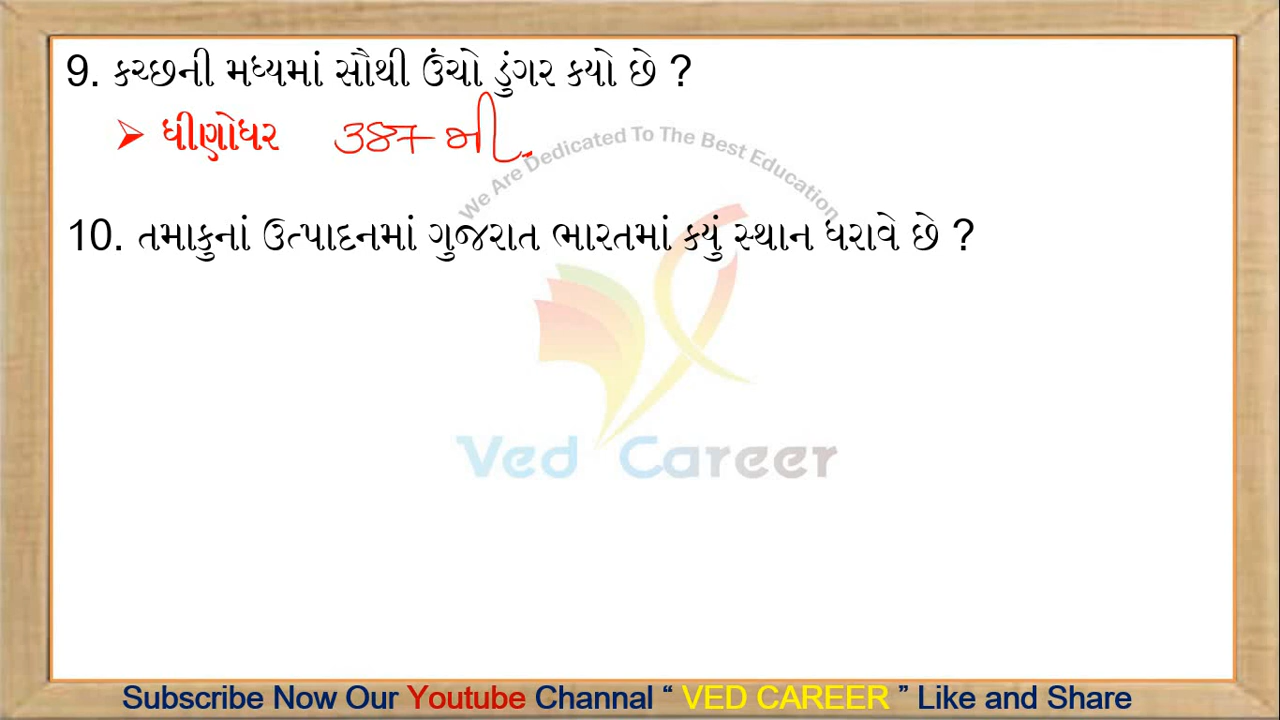 9. કચ્છની મધ્યમાં સૌથી ઉંચો ડુંગર કયો છે ?
➢ ધીણોધર 387 મી.
We Are Dedicated To The Best Education
10. તમાકુનાં ઉત્પાદનમાં ગુજરાત ભારતમાં કયું સ્થાન ધરાવે છે ?
Ved Career
Subscribe Now Our Youtube Channal “ VED CAREER ” Like and Share